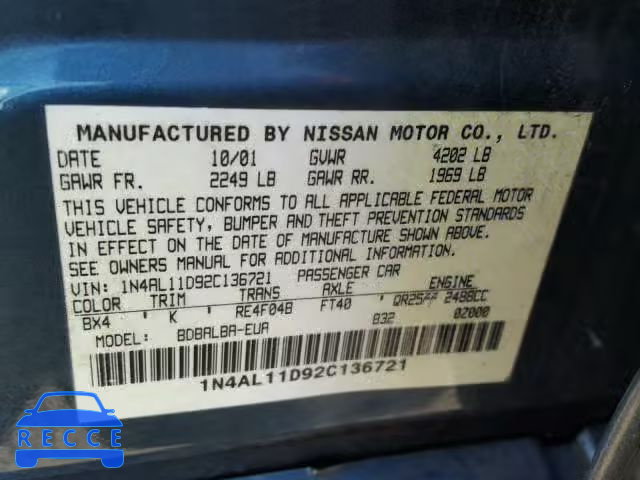 MANUFACTURED BY NISSAN MOTOR CO., LTD.
DATE 10/01 GVWR 4202 LB
GAWR FR. 2249 LB GAWR RR. 1969 LB
THIS VEHICLE CONFORMS TO ALL APPLICABLE FEDERAL MOTOR
VEHICLE SAFETY, BUMPER AND THEFT PREVENTION STANDARDS
IN EFFECT ON THE DATE OF MANUFACTURE SHOWN ABOVE.
SEE OWNERS MANUAL FOR ADDITIONAL INFORMATION.
VIN: 1N4AL11D92C136721 PASSENGER CAR
COLOR TRIM TRANS AXLE ENGINE
BX4 K RE4F04B FT40 2488CC
MODEL: BDBALBA-EUA B32 0Z000
1N4AL11D92C136721
RECCE